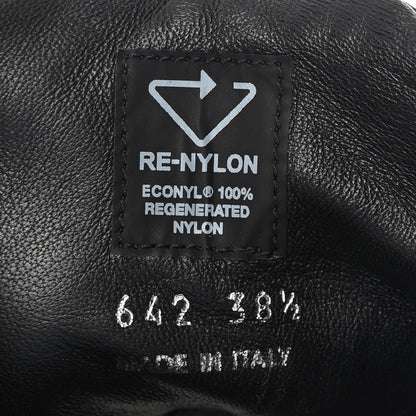 RE-NYLON
ECONYL® 100%
REGENERATED
NYLON
642 38½
MADE IN ITALY